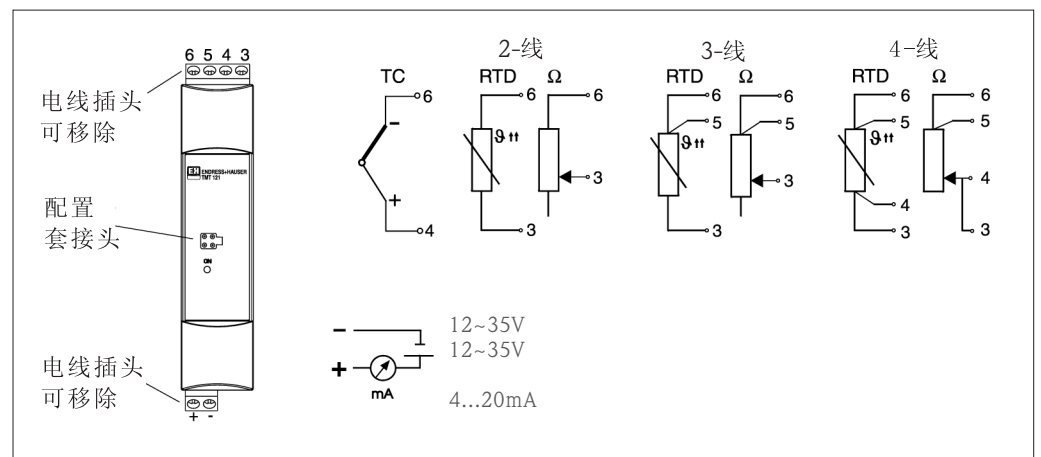 6 5 4 3
电线插头
可移除
EH ENDRESS+HAUSER
TMT 121
配置
套接头
ON
电线插头
可移除
+ -
TC
6
-
+
4
2-线
RTD Ω
6 6
ϑ↑↑
3
3
3-线
RTD Ω
6 6
5 5
ϑ↑↑
3
3
4-线
RTD Ω
6 6
5 5
ϑ↑↑
4
4
3 3
- 12~35V
12~35V
+
mA
4...20mA